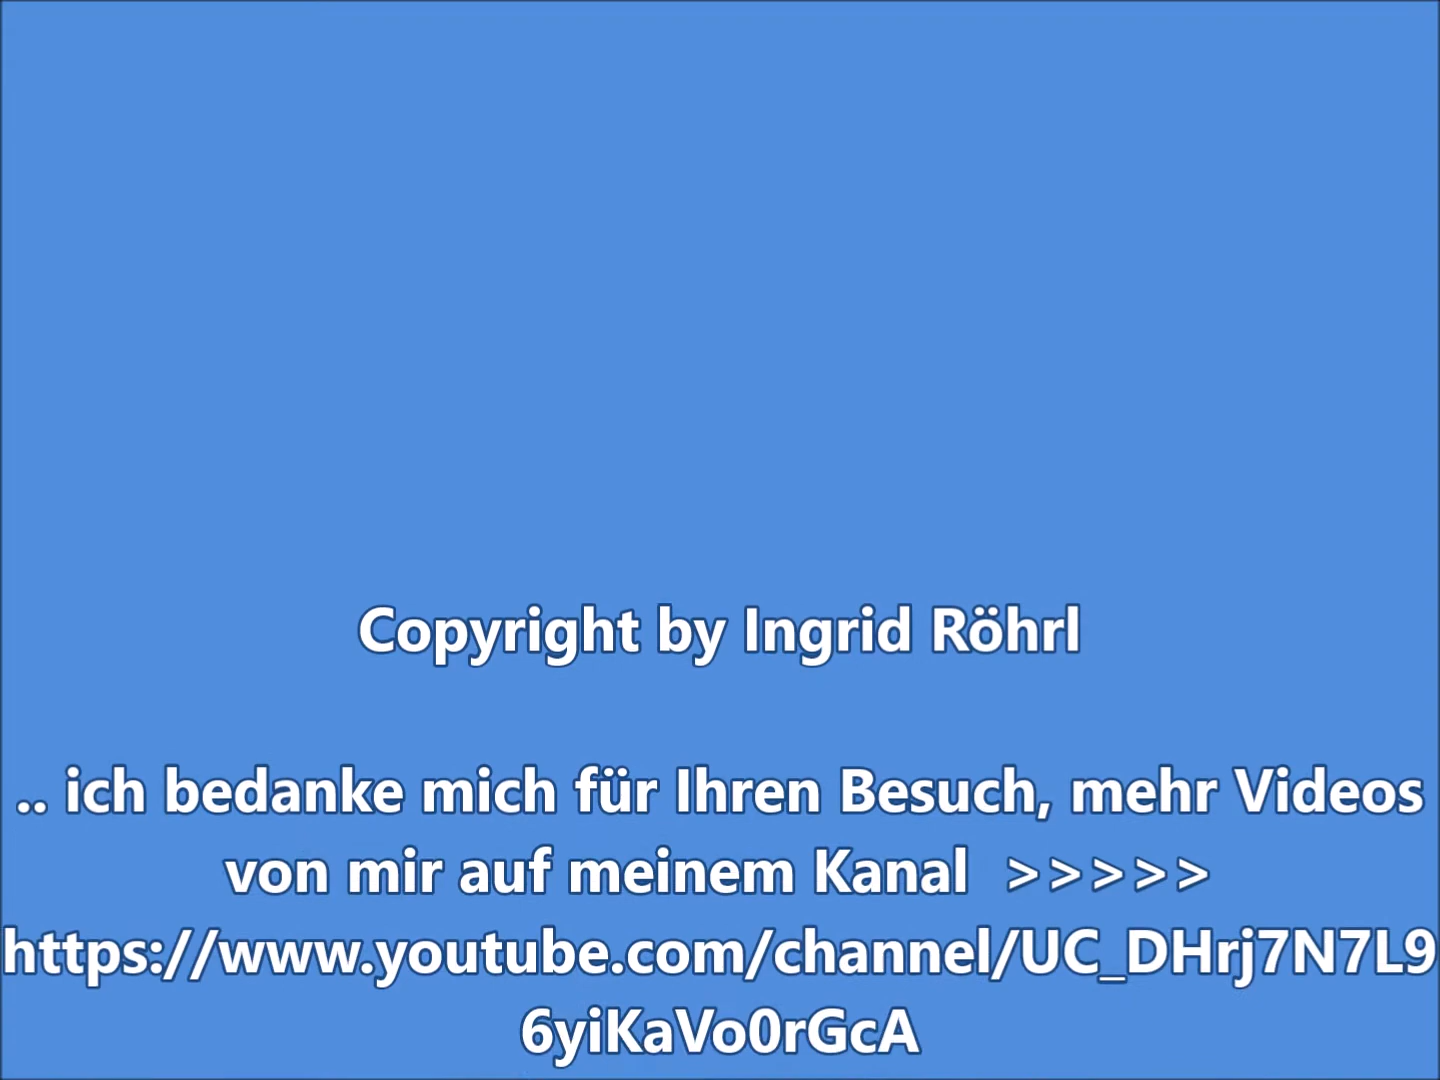 Copyright by Ingrid Röhrl
.. ich bedanke mich für Ihren Besuch, mehr Videos
von mir auf meinem Kanal >>>>>
https://www.youtube.com/channel/UC_DHrj7N7L9
6yiKaVo0rGcA